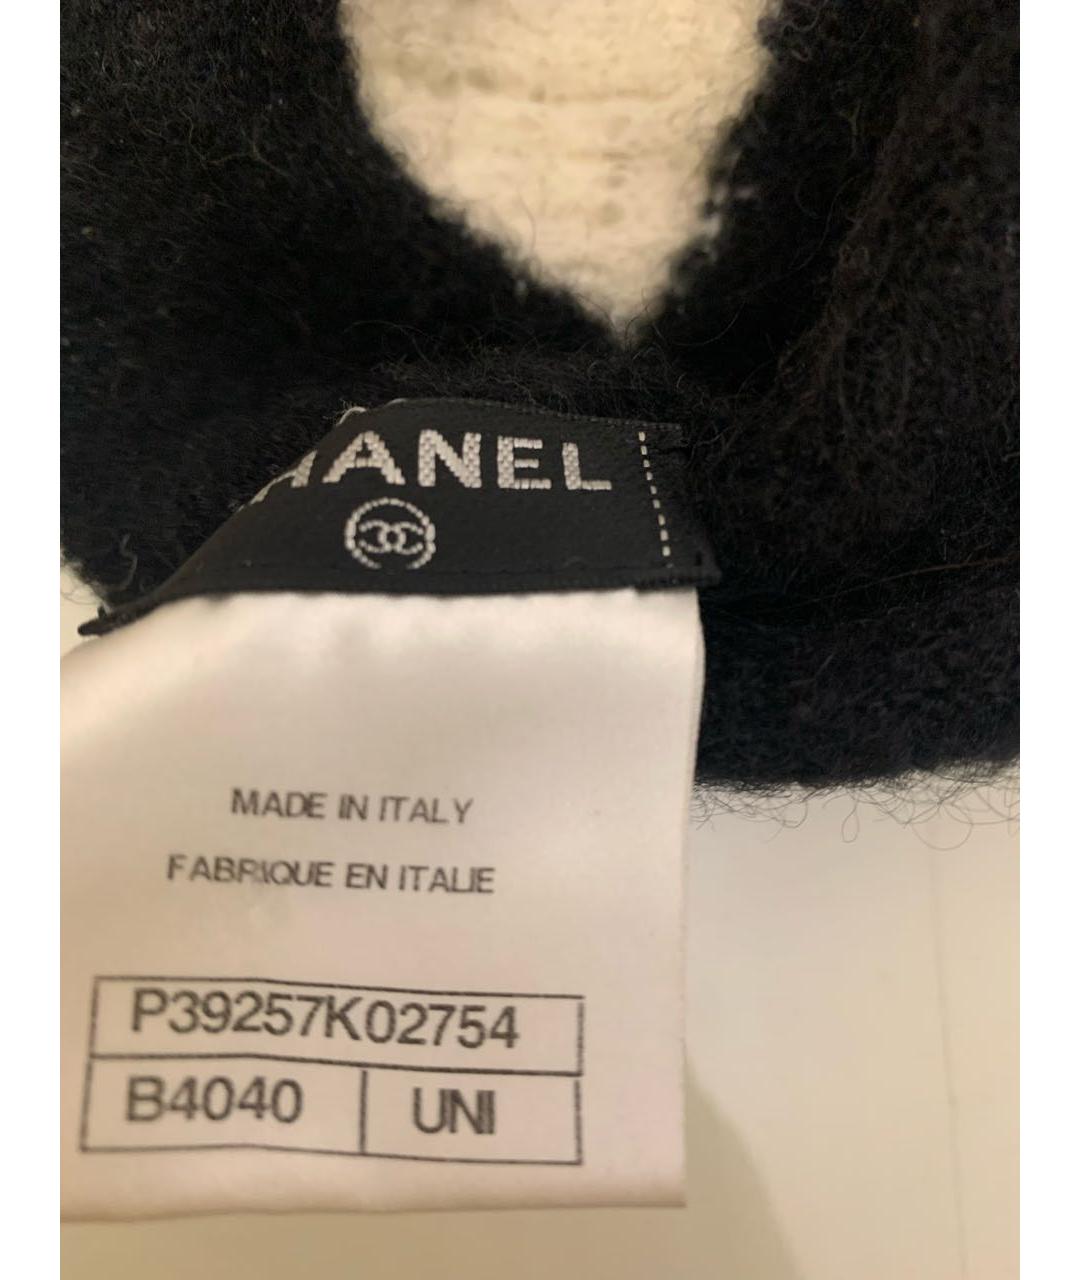 HANEL
MADE IN ITALY
FABRIQUE EN ITALIE
P39257K02754
B4040 UNI